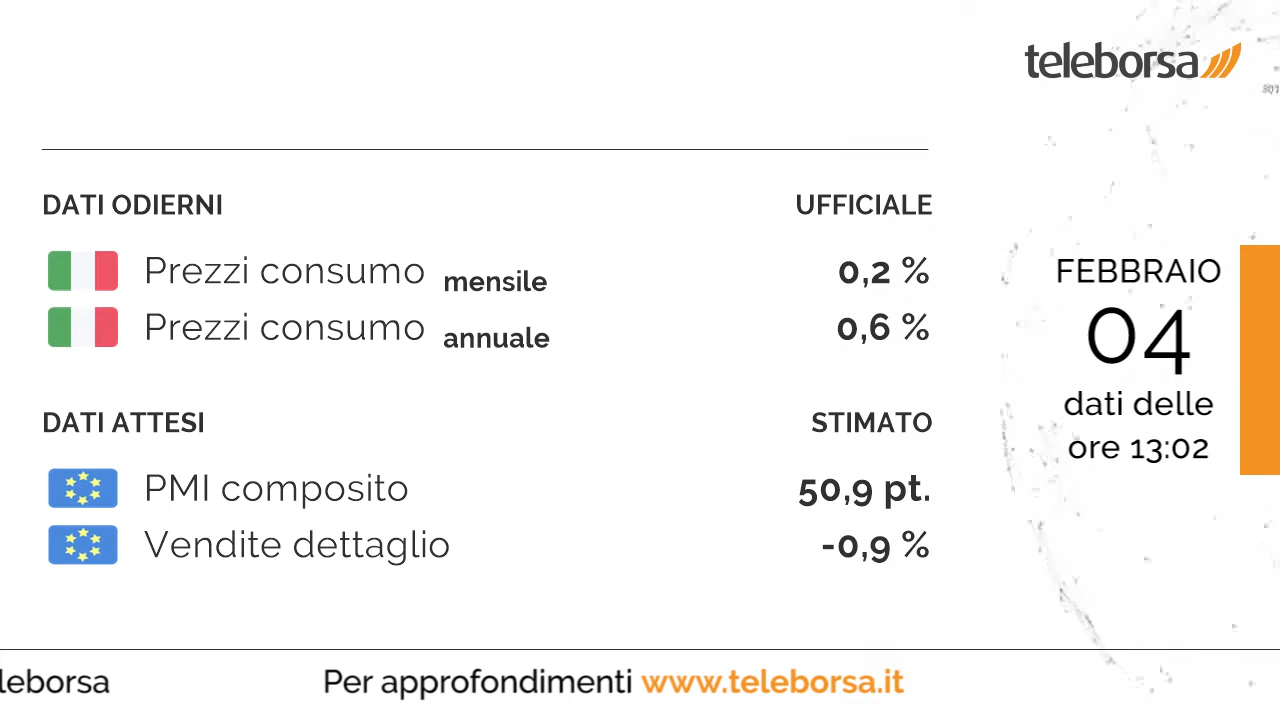 teleborsa
DATI ODIERNI UFFICIALE
Prezzi consumo mensile 0,2 %
Prezzi consumo annuale 0,6 %
DATI ATTESI STIMATO
PMI composito 50,9 pt.
Vendite dettaglio -0,9 %
FEBBRAIO
04
dati delle
ore 13:02
leborsa Per approfondimenti www.teleborsa.it